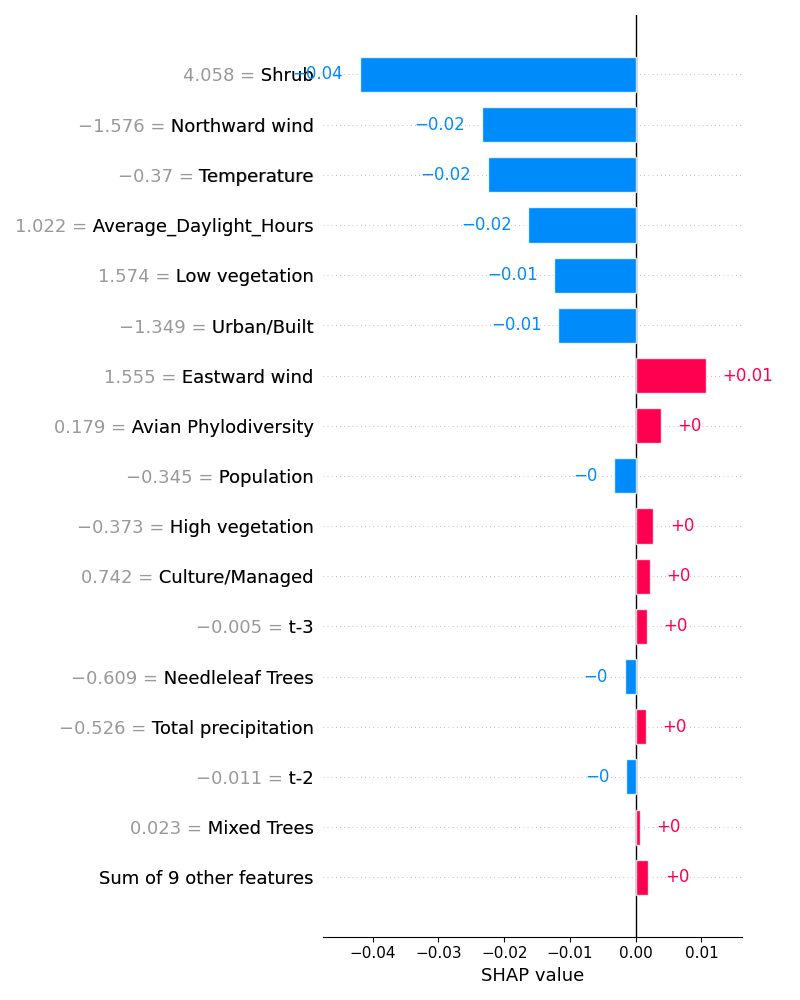 4.058 = Shrub −0.04
−1.576 = Northward wind −0.02
−0.37 = Temperature −0.02
1.022 = Average_Daylight_Hours −0.02
1.574 = Low vegetation −0.01
−1.349 = Urban/Built −0.01
1.555 = Eastward wind +0.01
0.179 = Avian Phylodiversity +0
−0.345 = Population −0
−0.373 = High vegetation +0
0.742 = Culture/Managed +0
−0.005 = t-3 +0
−0.609 = Needleleaf Trees −0
−0.526 = Total precipitation +0
−0.011 = t-2 −0
0.023 = Mixed Trees +0
Sum of 9 other features +0
−0.04 −0.03 −0.02 −0.01 0.00 0.01
SHAP value